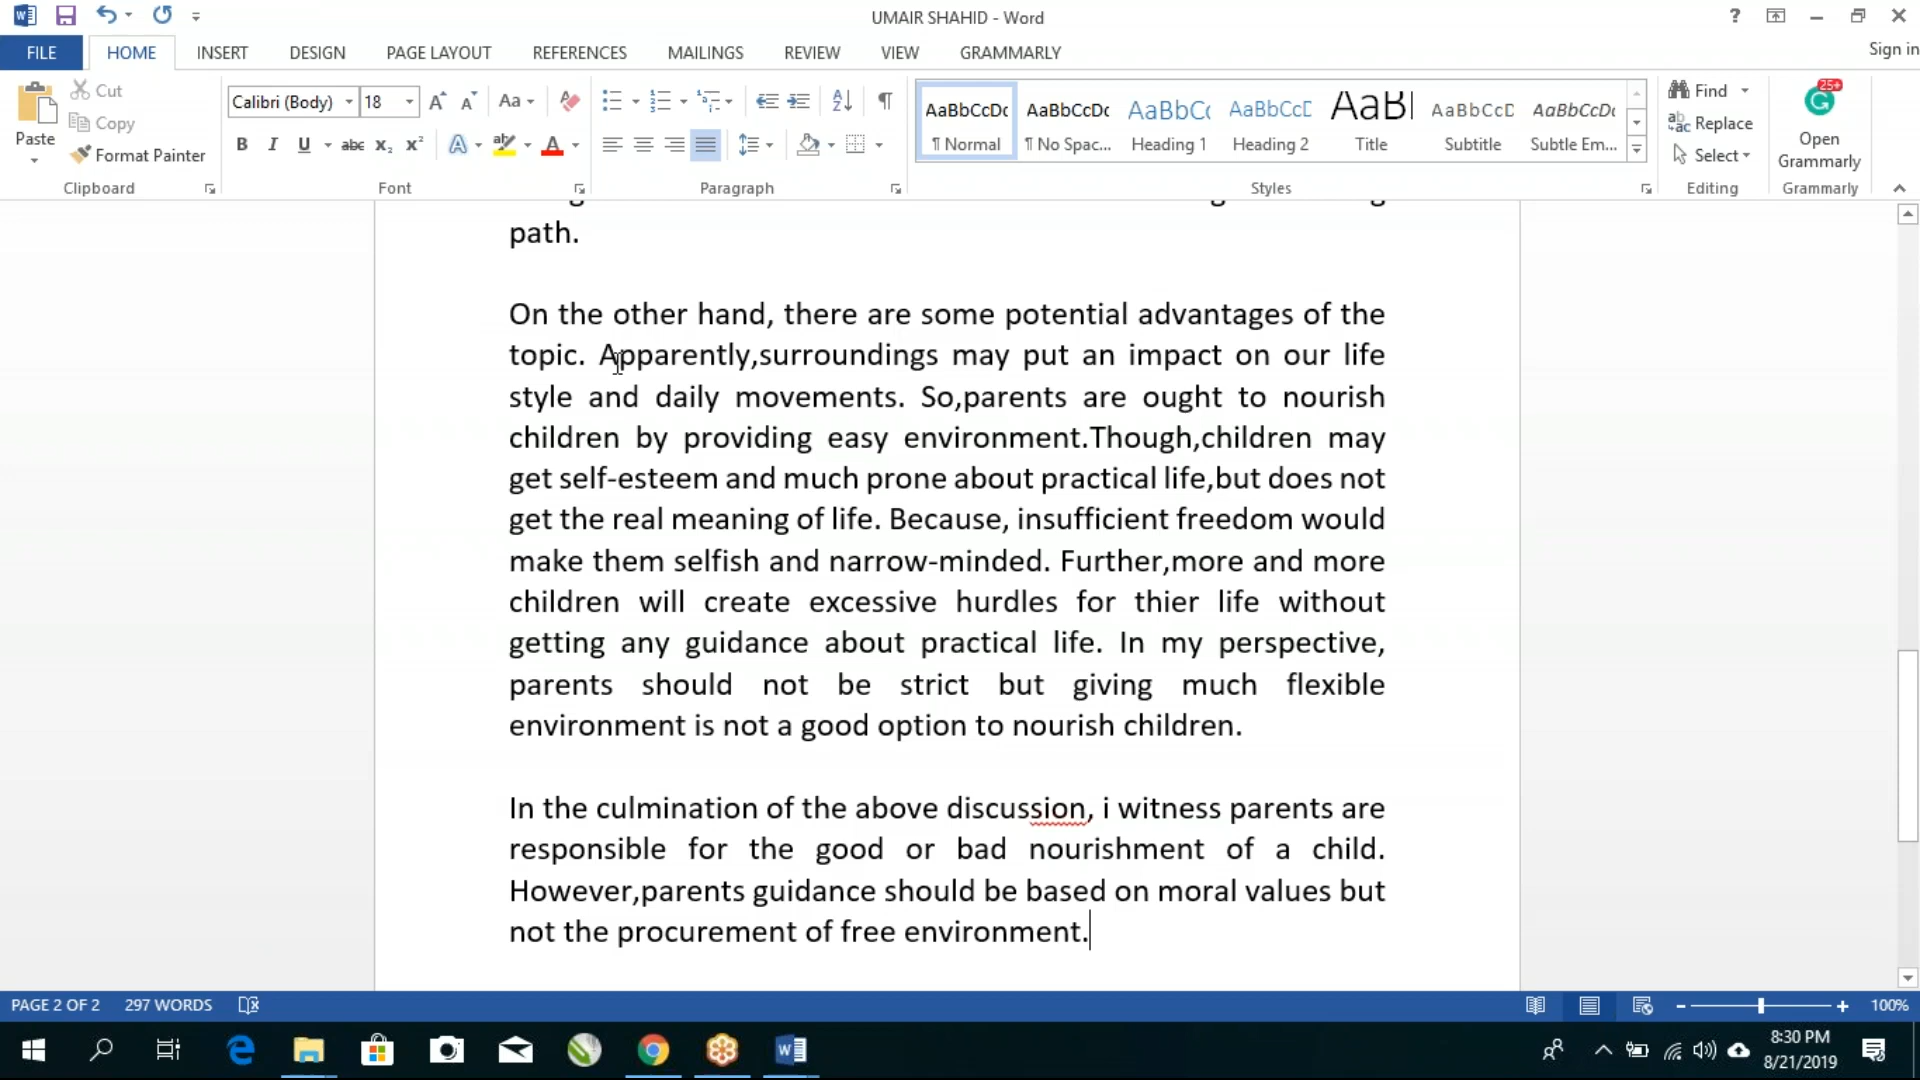 UMAIR SHAHID - Word
?
Sign in
FILE HOME INSERT DESIGN PAGE LAYOUT REFERENCES MAILINGS REVIEW VIEW GRAMMARLY
Paste
Cut
Copy
Format Painter
Clipboard
Calibri (Body) 18
Font
Paragraph
AaBbCcDc
¶ Normal
AaBbCcDc
¶ No Spac...
AaBbCc
Heading 1
AaBbCcD
Heading 2
AaB
Title
AaBbCcD
Subtitle
AaBbCcDc
Subtle Em...
Styles
Find
Replace
Select
Editing
25+
Open
Grammarly
Grammarly
path.
On the other hand, there are some potential advantages of the
topic. Apparently,surroundings may put an impact on our life
style and daily movements. So,parents are ought to nourish
children by providing easy environment.Though,children may
get self-esteem and much prone about practical life,but does not
get the real meaning of life. Because, insufficient freedom would
make them selfish and narrow-minded. Further,more and more
children will create excessive hurdles for thier life without
getting any guidance about practical life. In my perspective,
parents should not be strict but giving much flexible
environment is not a good option to nourish children.
In the culmination of the above discussion, i witness parents are
responsible for the good or bad nourishment of a child.
However,parents guidance should be based on moral values but
not the procurement of free environment.
PAGE 2 OF 2 297 WORDS
100%
8:30 PM
8/21/2019